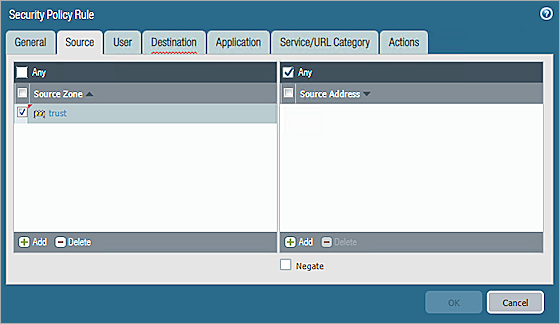 Security Policy Rule
General Source User Destination Application Service/URL Category Actions
Any
Source Zone
trust
Add Delete
Any
Source Address
Add Delete
Negate
OK Cancel